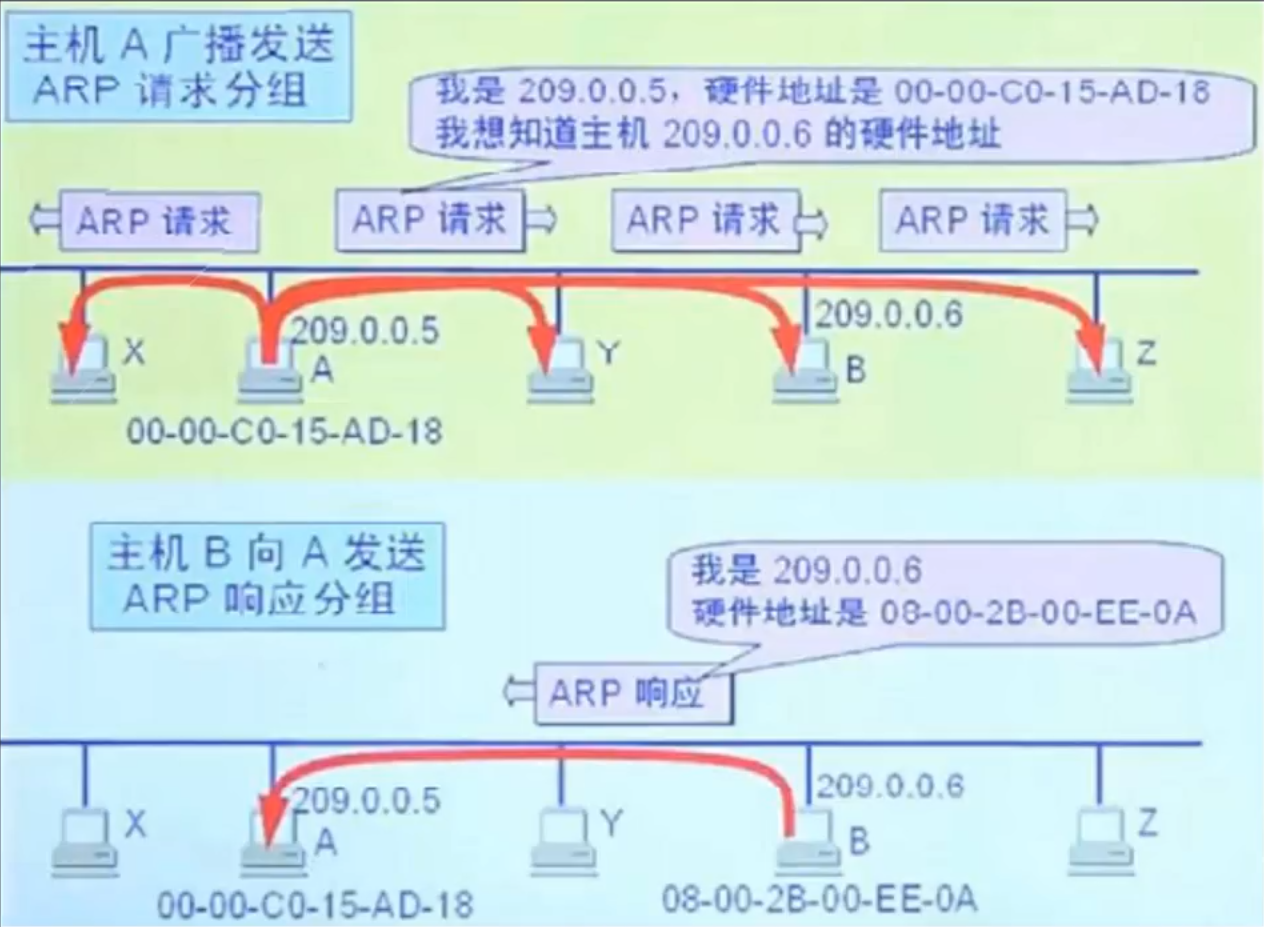 主机 A 广播发送
ARP 请求分组
我是 209.0.0.5，硬件地址是 00-00-C0-15-AD-18
我想知道主机 209.0.0.6 的硬件地址
ARP 请求
ARP 请求
ARP 请求
ARP 请求
209.0.0.5
209.0.0.6
X
A
Y
B
Z
00-00-C0-15-AD-18
主机 B 向 A 发送
ARP 响应分组
我是 209.0.0.6
硬件地址是 08-00-2B-00-EE-0A
ARP 响应
209.0.0.5
209.0.0.6
X
A
Y
B
Z
00-00-C0-15-AD-18
08-00-2B-00-EE-0A